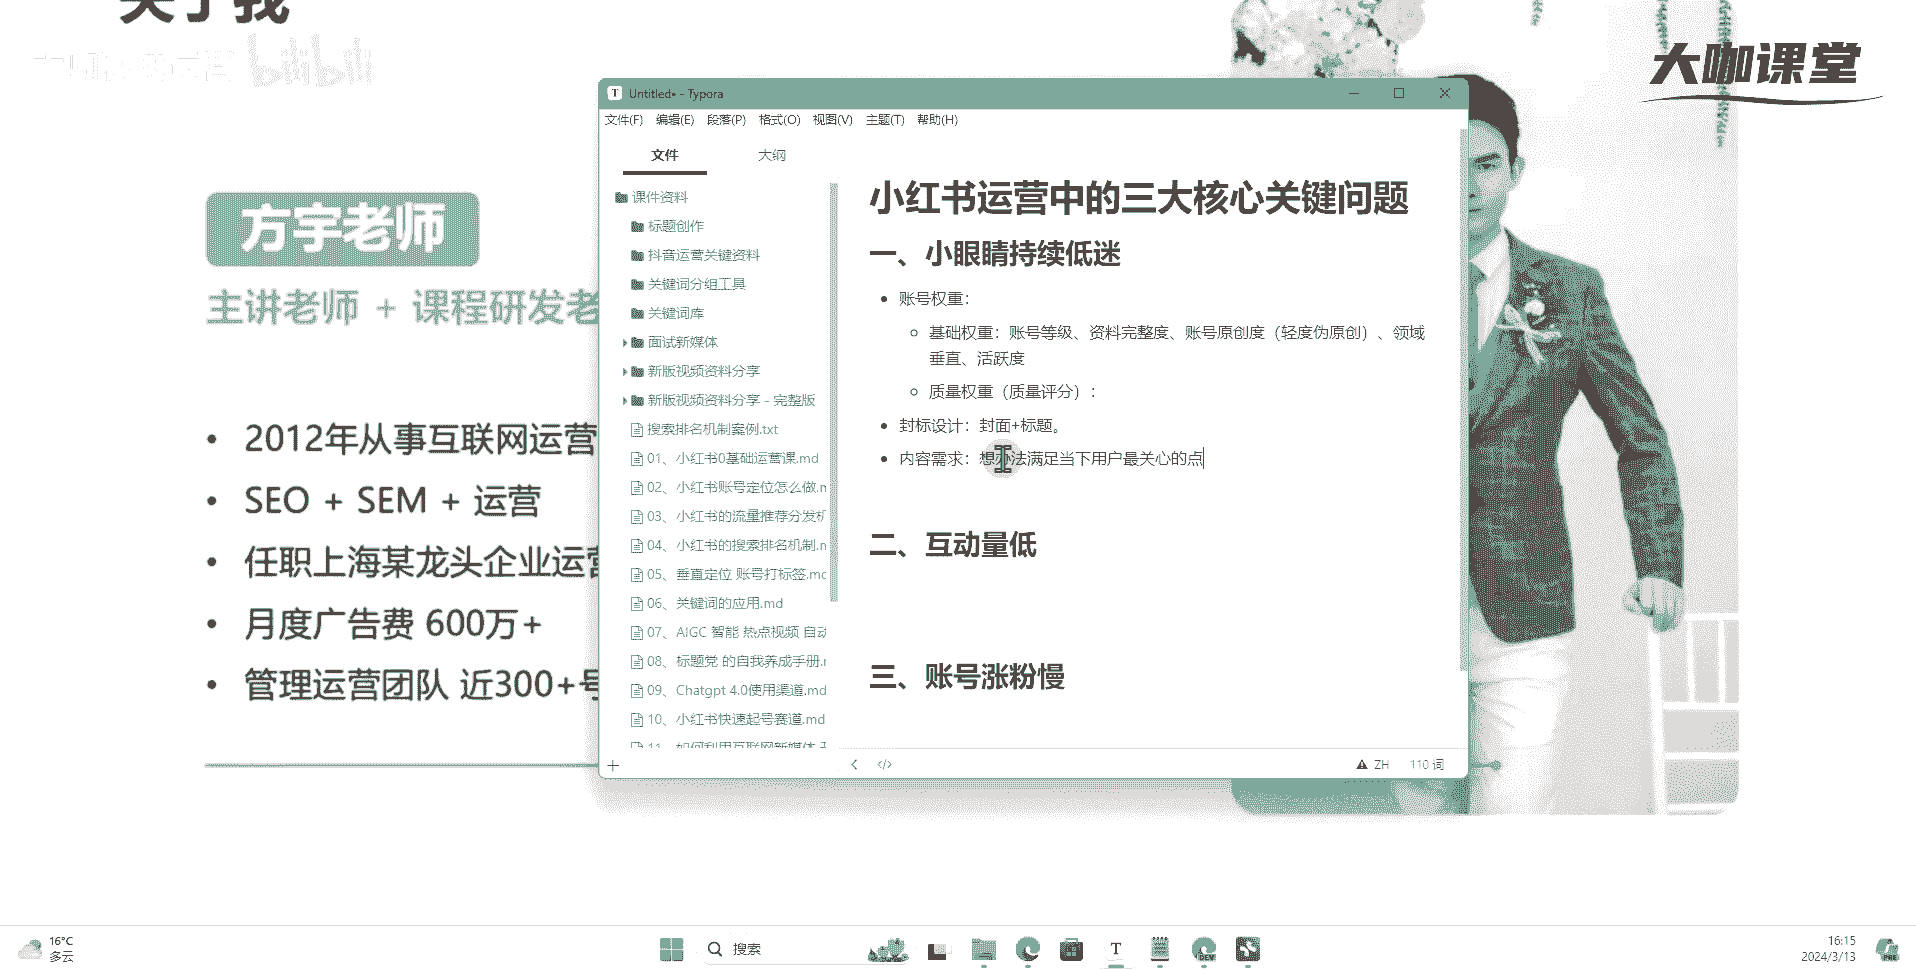 关于我
bilibili
大咖课堂
方宇老师
主讲老师 + 课程研发老
2012年从事互联网运营
SEO + SEM + 运营
任职上海某龙头企业运营
月度广告费 600万+
管理运营团队 近300+号
Untitled• - Typora
文件(F) 编辑(E) 段落(P) 格式(O) 视图(V) 主题(T) 帮助(H)
文件 大纲
课件资料
标题创作
抖音运营关键资料
关键词分组工具
关键词库
面试新媒体
新版视频资料分享
新版视频资料分享 - 完整版
搜索排名机制案例.txt
01、小红书0基础运营课.md
02、小红书账号定位怎么做.m
03、小红书的流量推荐分发机
04、小红书的搜索排名机制.m
05、垂直定位 账号打标签.md
06、关键词的应用.md
07、AIGC 智能 热点视频 自动
08、标题党 的自我养成手册.m
09、Chatgpt 4.0使用渠道.md
10、小红书快速起号赛道.md
11、如何利用互联网新媒体
小红书运营中的三大核心关键问题
一、小眼睛持续低迷
账号权重：
基础权重：账号等级、资料完整度、账号原创度（轻度伪原创）、领域
垂直、活跃度
质量权重（质量评分）：
封标设计：封面+标题。
内容需求：想办法满足当下用户最关心的点
二、互动量低
三、账号涨粉慢
ZH 110 词
16°C
多云
搜索
T
DEV
16:15
2024/3/13
PRE